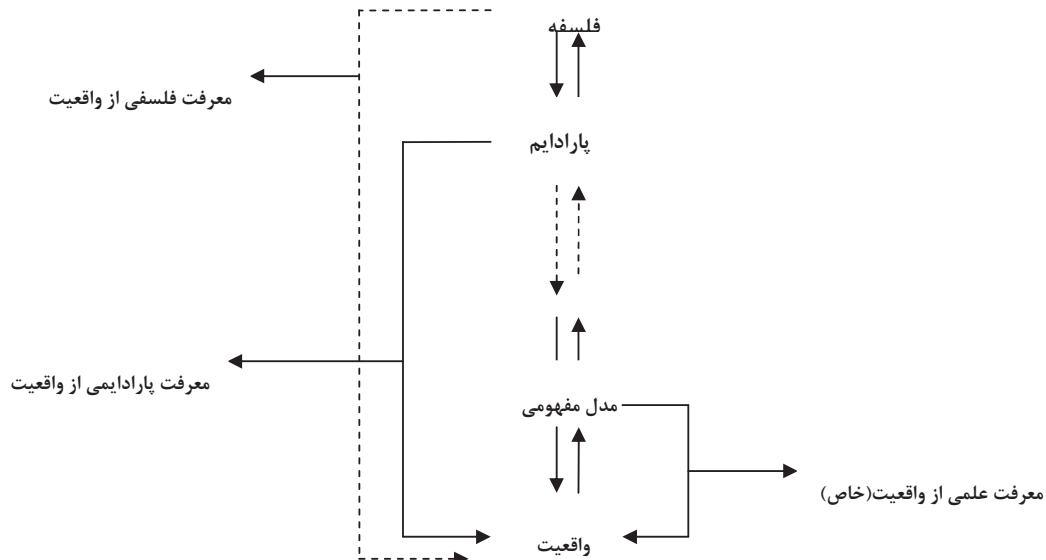 فلسفه
معرفت فلسفی از واقعیت
پارادایم
معرفت پارادایمی از واقعیت
مدل مفهومی
معرفت علمی از واقعیت(خاص)
واقعیت